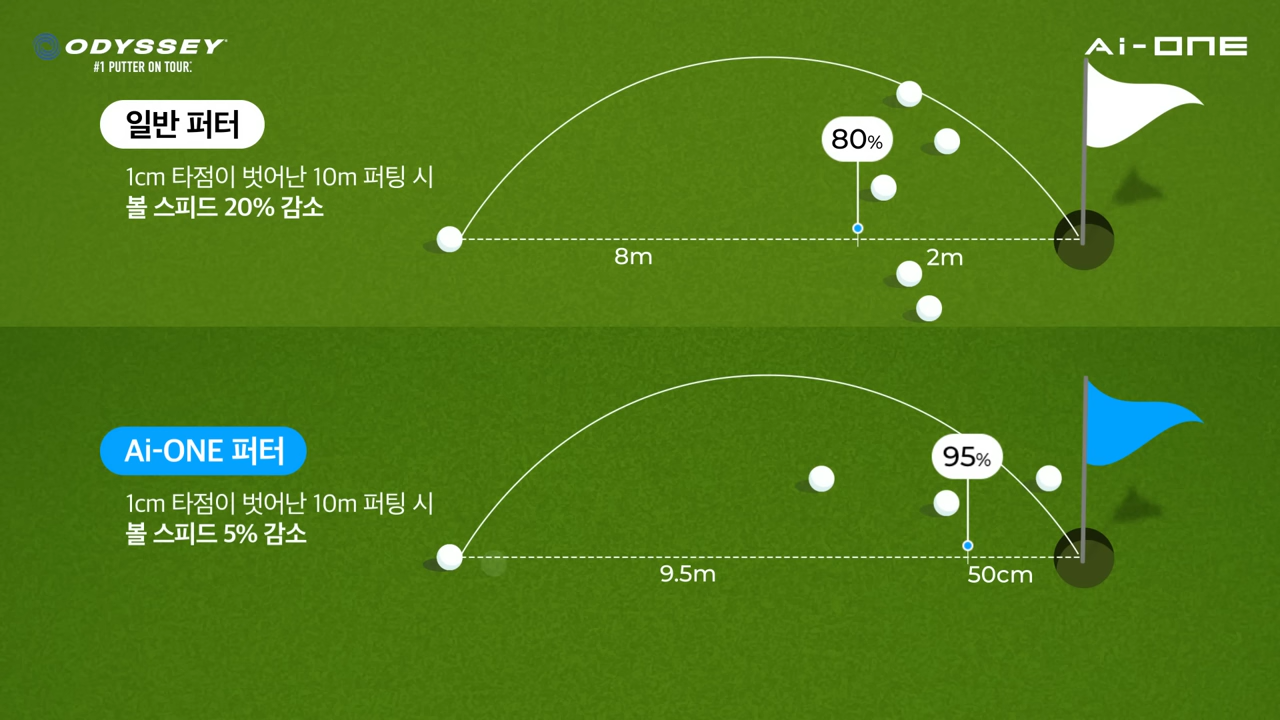 ODYSSEY
#1 PUTTER ON TOUR.
Ai-ONE
일반 퍼터
1cm 타점이 벗어난 10m 퍼팅 시
볼 스피드 20% 감소
80%
8m
2m
Ai-ONE 퍼터
1cm 타점이 벗어난 10m 퍼팅 시
볼 스피드 5% 감소
95%
9.5m
50cm